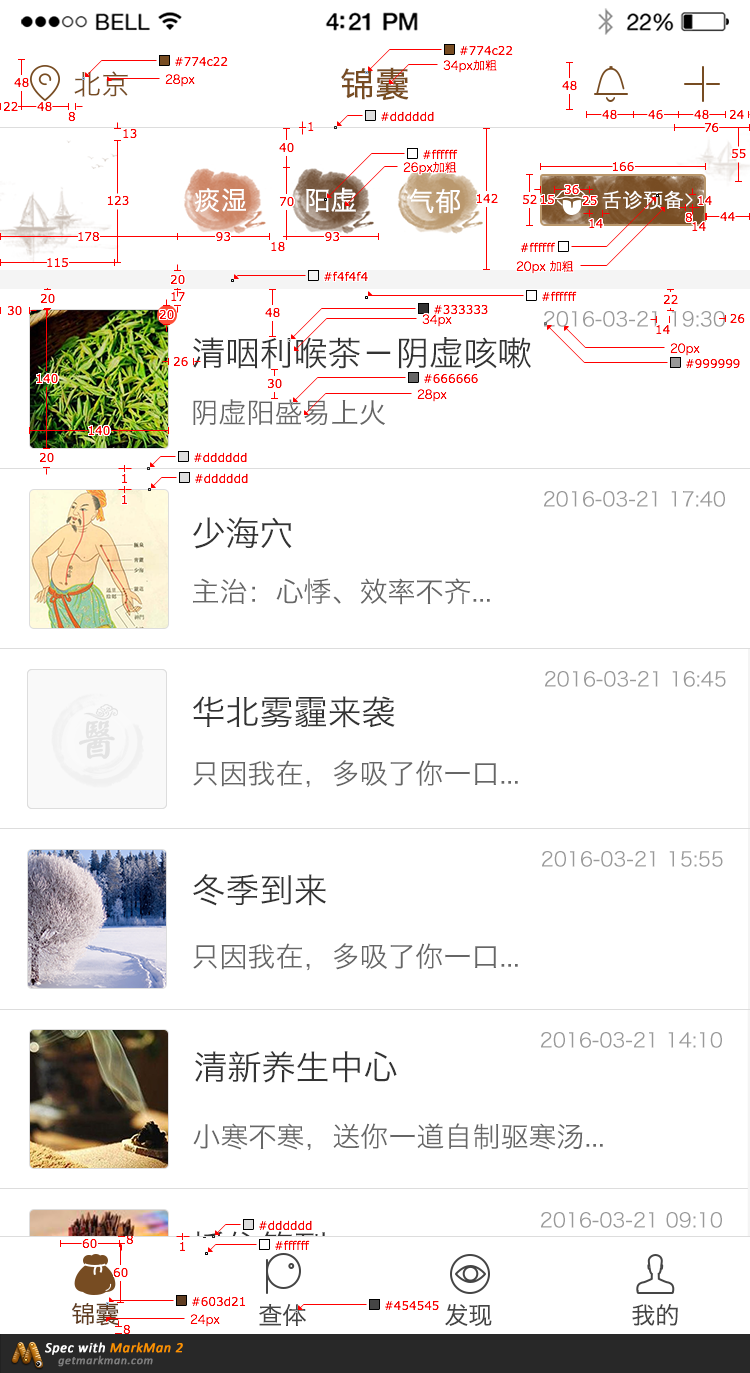 BELL 4:21 PM 22%
#774c22
28px
48
22 48 8
北京
#774c22
34px加粗
锦囊
48
48 46 48 24
76
#dddddd
1
13
40
123
178
115
痰湿
93
70
18
#ffffff
26px加粗
阳虚
93
气郁
142
166
52 15 36 25 舌诊预备 14
14 8 14
55
44
#ffffff
20px 加粗
20
#f4f4f4
#ffffff
20
17
30
20
48
#333333
34px
22
2016-03-21 19:30
26
14
20px
#999999
清咽利喉茶－阴虚咳嗽
26
140
140
30
#666666
28px
阴虚阳盛易上火
20
#dddddd
1
#dddddd
1
2016-03-21 17:40
少海穴
主治：心悸、效率不齐...
2016-03-21 16:45
华北雾霾来袭
醫
只因我在，多吸了你一口...
2016-03-21 15:55
冬季到来
只因我在，多吸了你一口...
2016-03-21 14:10
清新养生中心
小寒不寒，送你一道自制驱寒汤...
2016-03-21 09:10
#dddddd
60 8
1
#ffffff
60
#603d21
24px
8
#454545
锦囊 查体 发现 我的
Spec with MarkMan 2
getmarkman.com